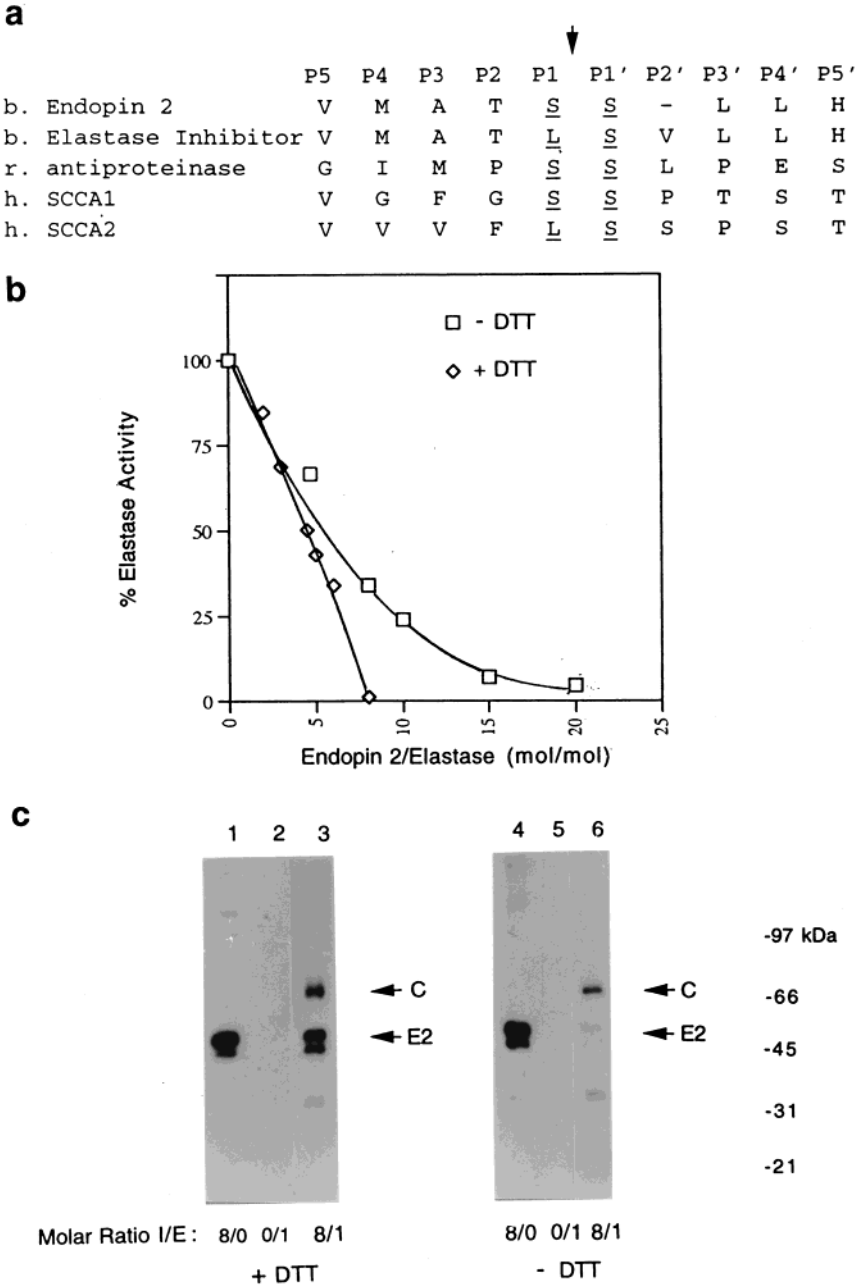 a
P5 P4 P3 P2 P1 P1' P2' P3' P4' P5'
b. Endopin 2 V M A T S S - L L H
b. Elastase Inhibitor V M A T L S V L L H
r. antiproteinase G I M P S S L P E S
h. SCCA1 V G F G S S P T S T
h. SCCA2 V V V F L S S P S T
b
- DTT
+ DTT
100
75
50
25
0
% Elastase Activity
0 5 10 15 20 25
Endopin 2/Elastase (mol/mol)
c
1 2 3 4 5 6
-97 kDa
C C -66
E2 E2 -45
-31
-21
Molar Ratio I/E : 8/0 0/1 8/1 8/0 0/1 8/1
+ DTT - DTT